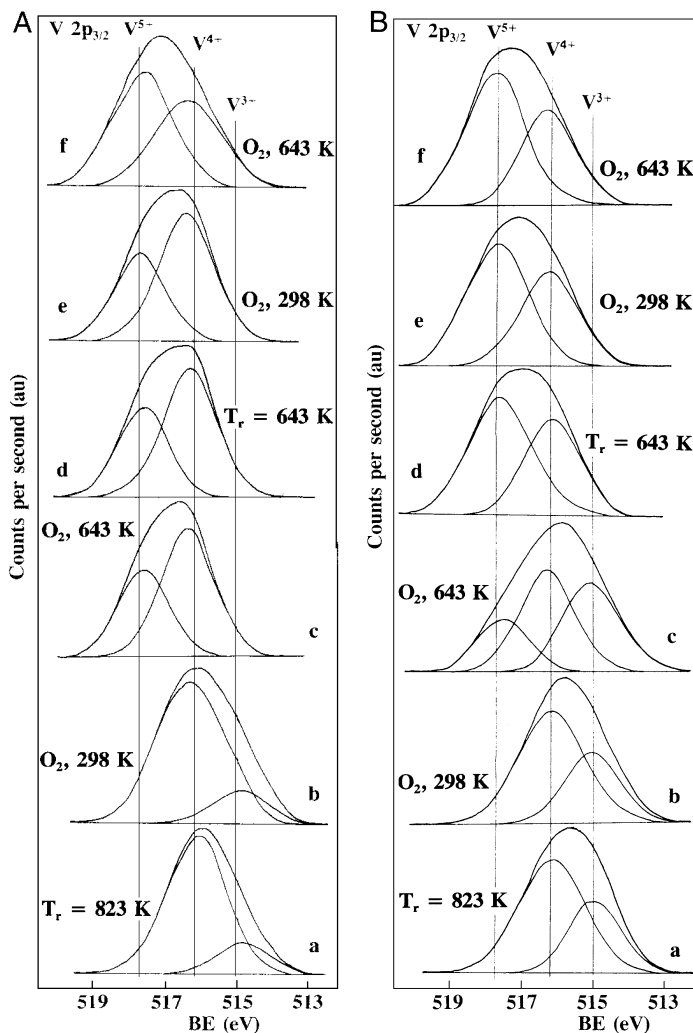 A
V 2p3/2
V5+
V4+
V3+
f
O2, 643 K
e
O2, 298 K
Tr = 643 K
d
O2, 643 K
c
O2, 298 K
b
Tr = 823 K
a
519 517 515 513
BE (eV)
Counts per second (au)
B
V 2p3/2
V5+
V4+
V3+
f
O2, 643 K
e
O2, 298 K
d
Tr = 643 K
O2, 643 K
c
O2, 298 K
b
Tr = 823 K
a
519 517 515 513
BE (eV)
Counts per second (au)